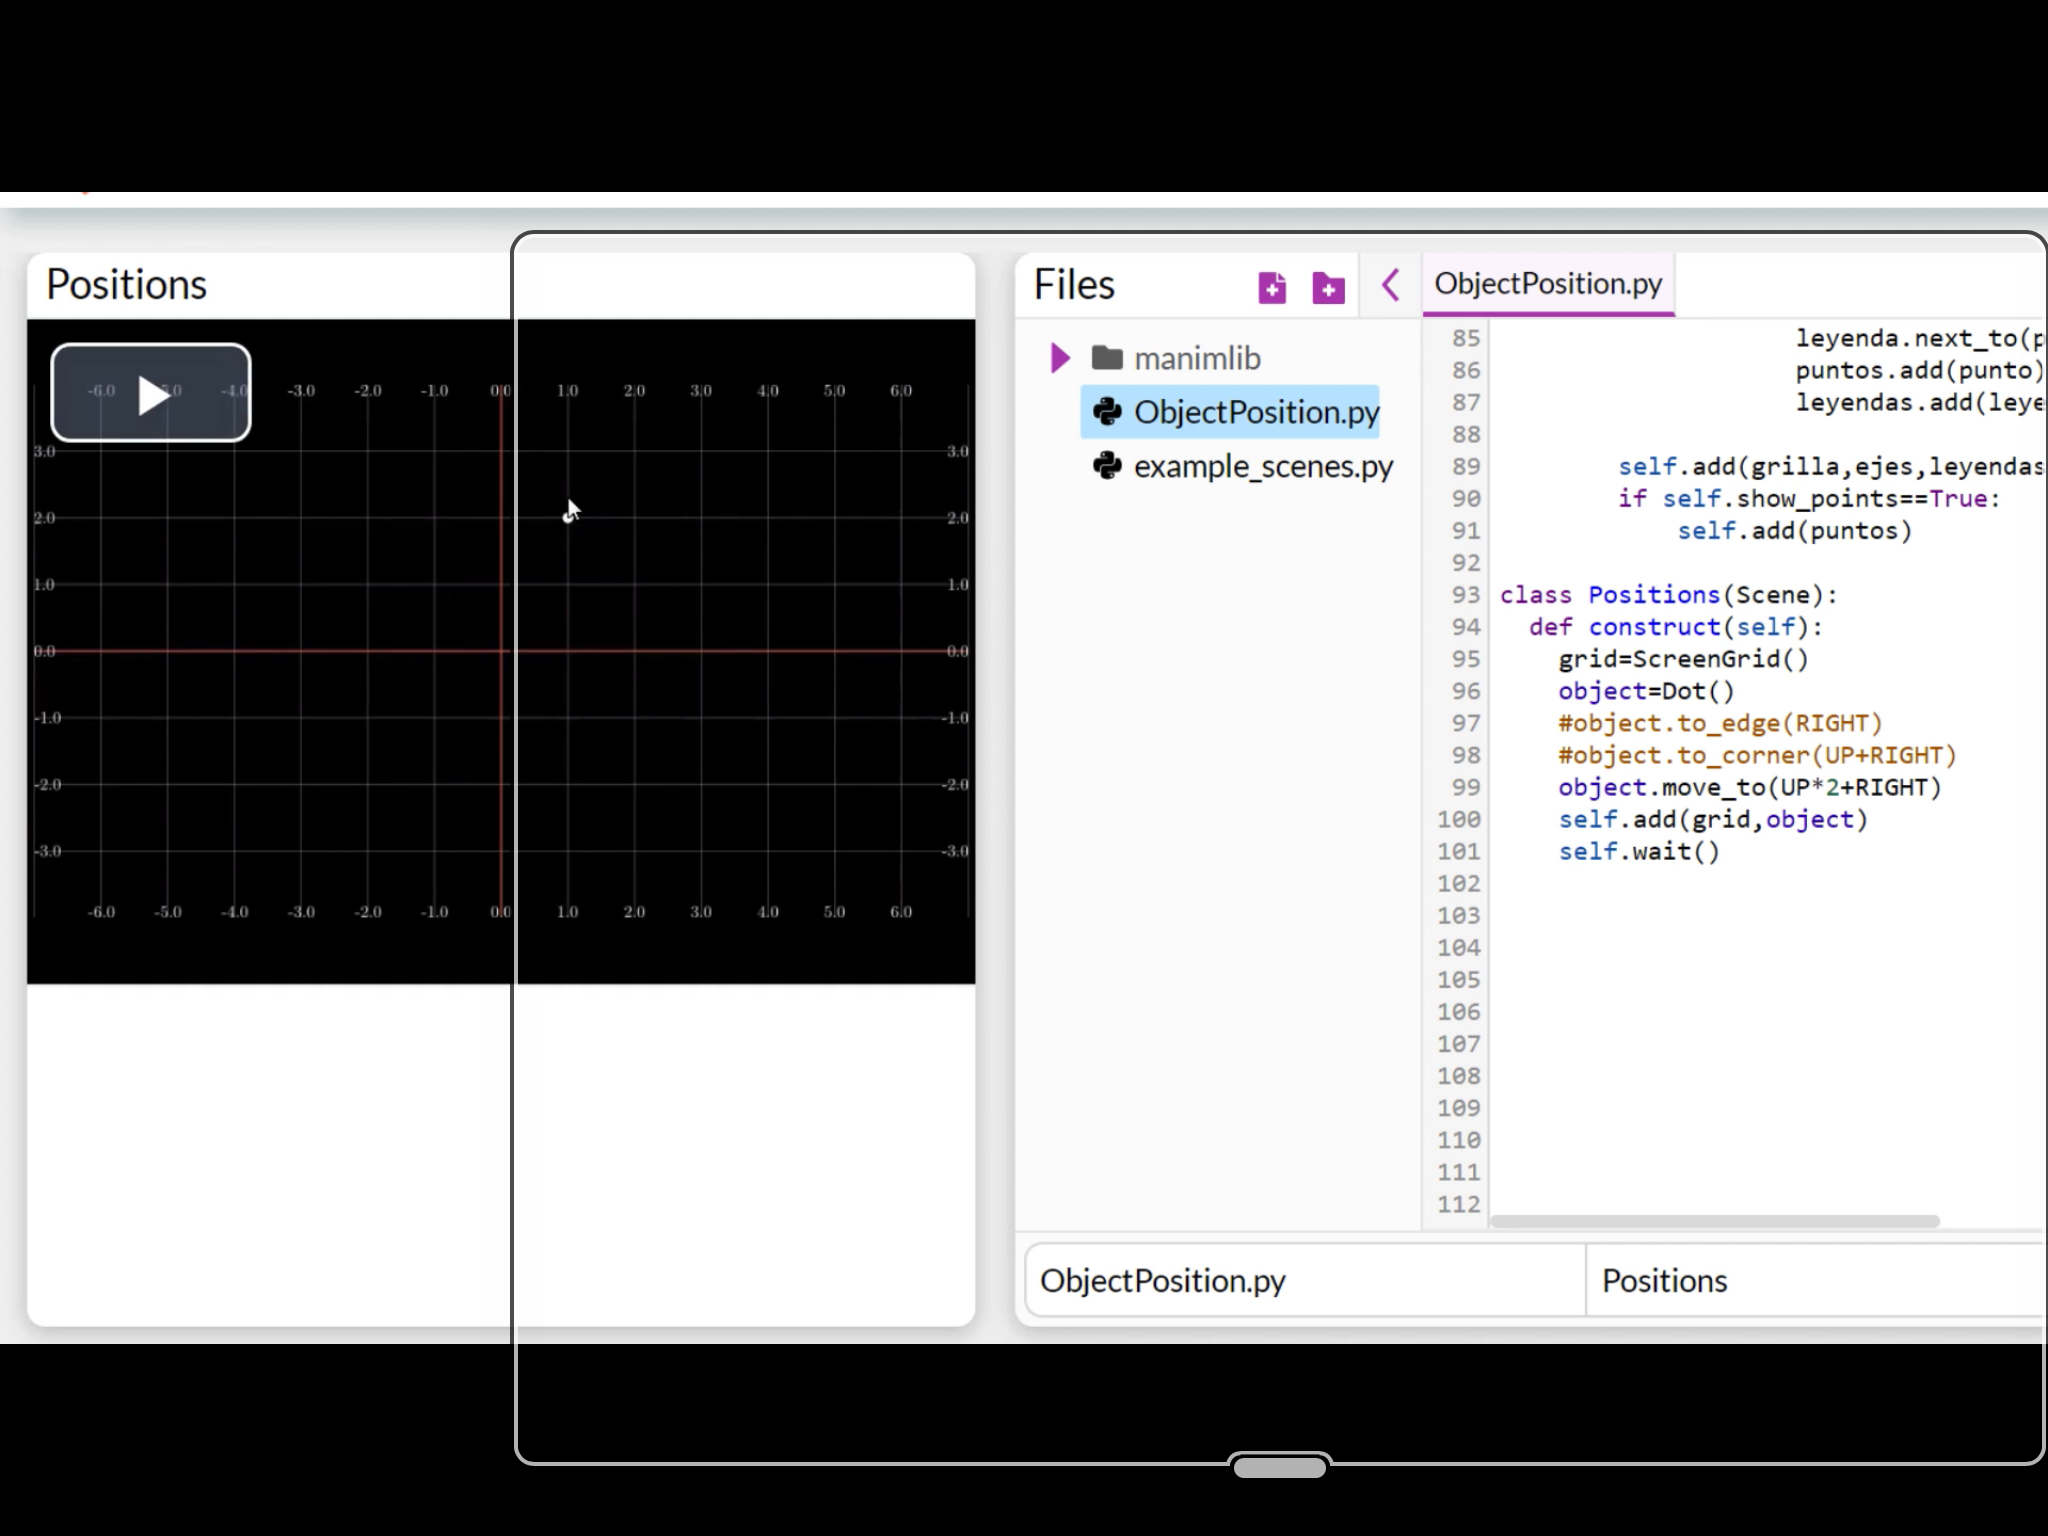 Positions
-6.0 -5.0 -4.0 -3.0 -2.0 -1.0 0.0 1.0 2.0 3.0 4.0 5.0 6.0
3.0 3.0
2.0 2.0
1.0 1.0
0.0 0.0
-1.0 -1.0
-2.0 -2.0
-3.0 -3.0
-6.0 -5.0 -4.0 -3.0 -2.0 -1.0 0.0 1.0 2.0 3.0 4.0 5.0 6.0
Files
manimlib
ObjectPosition.py
example_scenes.py
ObjectPosition.py
85 leyenda.next_to(p
86 puntos.add(punto)
87 leyendas.add(leye
88
89 self.add(grilla,ejes,leyendas
90 if self.show_points==True:
91 self.add(puntos)
92
93 class Positions(Scene):
94 def construct(self):
95 grid=ScreenGrid()
96 object=Dot()
97 #object.to_edge(RIGHT)
98 #object.to_corner(UP+RIGHT)
99 object.move_to(UP*2+RIGHT)
100 self.add(grid,object)
101 self.wait()
102
103
104
105
106
107
108
109
110
111
112
ObjectPosition.py
Positions